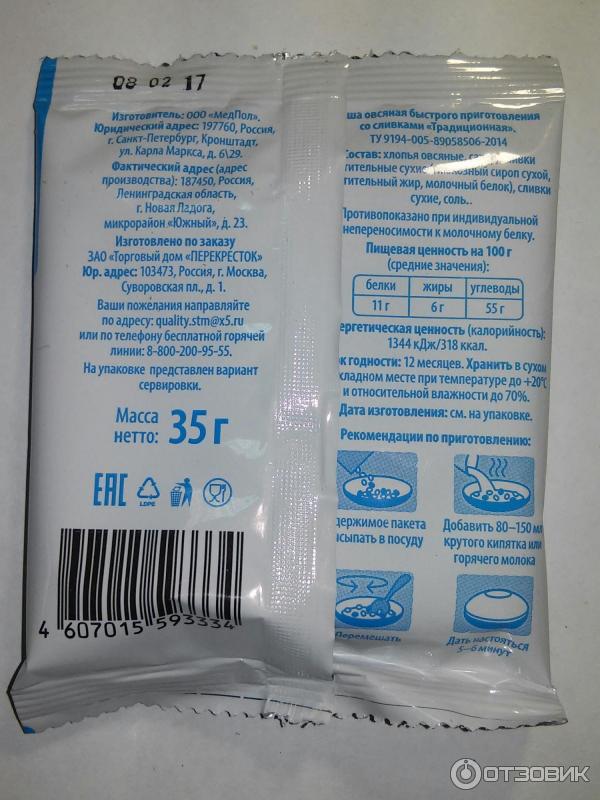 08 02 17
Изготовитель: ООО «МедПол».
Юридический адрес: 197760, Россия,
г. Санкт-Петербург, Кронштадт,
ул. Карла Маркса, д. 6\29.
Фактический адрес (адрес
производства): 187450, Россия,
Ленинградская область,
г. Новая Ладога,
микрорайон «Южный», д. 23.
Изготовлено по заказу
ЗАО «Торговый дом «ПЕРЕКРЕСТОК»
Юр. адрес: 103473, Россия, г. Москва,
Суворовская пл., д. 1.
Ваши пожелания направляйте
по адресу: quality.stm@x5.ru
или по телефону бесплатной горячей
линии: 8-800-200-95-55.
На упаковке представлен вариант
сервировки.
Масса
нетто: 35 г
EAC
LDPE
4 607015 593334
ша овсяная быстрого приготовления
со сливками «Традиционная».
ТУ 9194-005-89058506-2014
Состав: хлопья овсяные,
сироп сухой,
жир, молочный белок), сливки
сухие, соль..
Противопоказано при индивидуальной
непереносимости к молочному белку.
Пищевая ценность на 100 г
(средние значения):
белки жиры углеводы
11 г 6 г 55 г
нергетическая ценность (калорийность):
1344 кДж/318 ккал.
ок годности: 12 месяцев. Хранить в сухом
хладном месте при температуре до +20°C
и относительной влажности до 70%.
Дата изготовления: см. на упаковке.
Рекомендации по приготовлению:
держимое пакета
ысыпать в посуду
Добавить 80–150 мл
крутого кипятка или
горячего молока
Перемешать
Дать настояться
5–6 минут
ОТЗОВИК